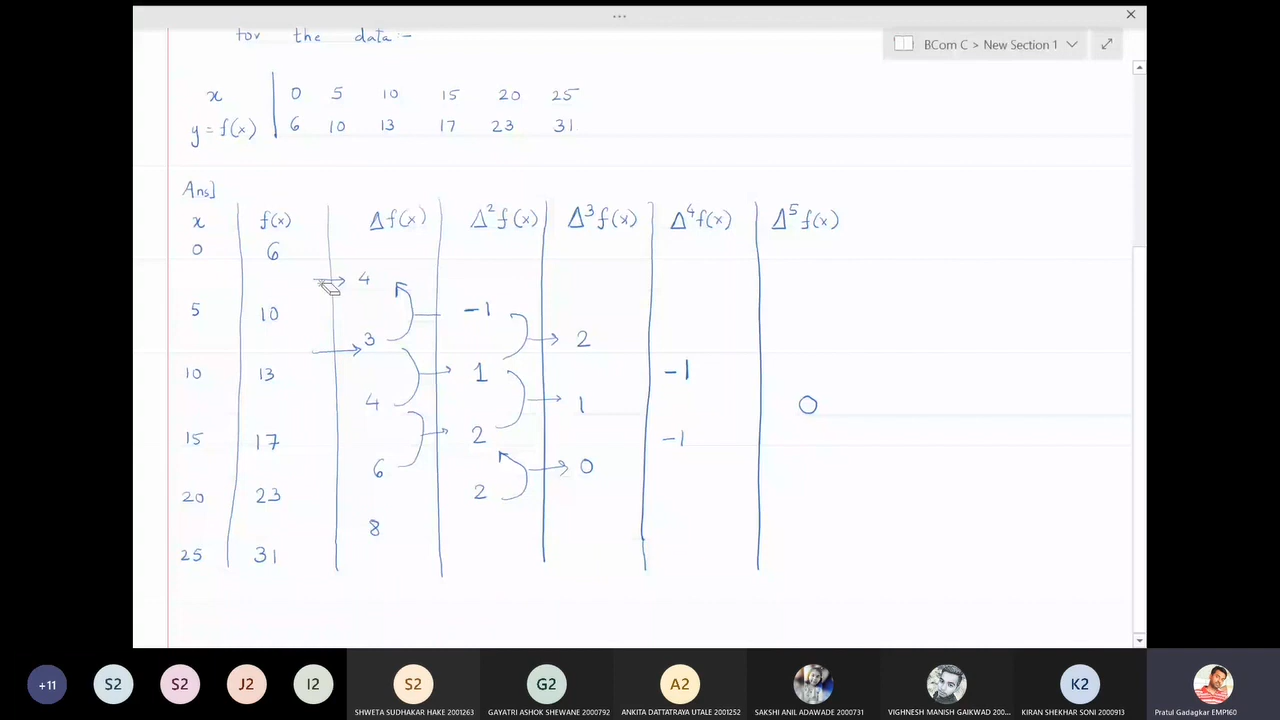 for the data:-
BCom C > New Section 1
x 0 5 10 15 20 25
y = f(x) 6 10 13 17 23 31
Ans]
x f(x) Δf(x) Δ²f(x) Δ³f(x) Δ⁴f(x) Δ⁵f(x)
0 6
4
5 10 -1
3 2
10 13 1 -1
4 1 0
15 17 2 -1
6 0
20 23 2
8
25 31
+11 S2 S2 J2 I2 S2 G2 A2 K2
SHWETA SUDHAKAR HAKE 2001263 GAYATRI ASHOK SHEWANE 2000792 ANKITA DATTATRAYA UTALE 2001252 SAKSHI ANIL ADAWADE 2000731 VIGHNESH MANISH GAIKWAD 200... KIRAN SHEKHAR SONI 2000913 Pratul Gadagkar EMP160